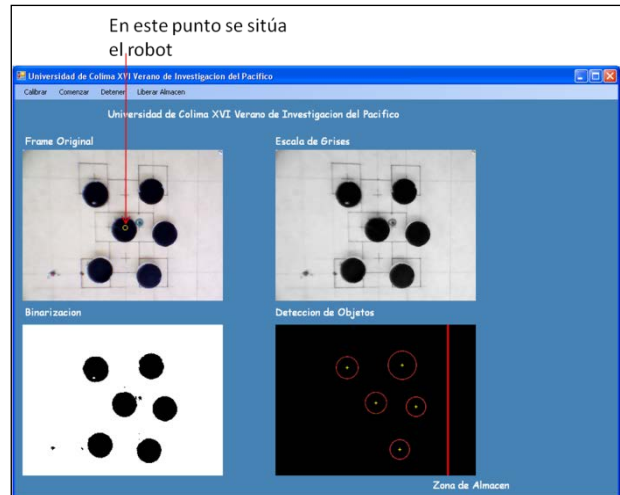 En este punto se sitúa
el robot
Universidad de Colima XVI Verano de Investigacion del Pacifico
Calibrar Comenzar Detener Liberar Almacen
Universidad de Colima XVI Verano de Investigacion del Pacifico
Frame Original Escala de Grises
Binarizacion Deteccion de Objetos
Zona de Almacen